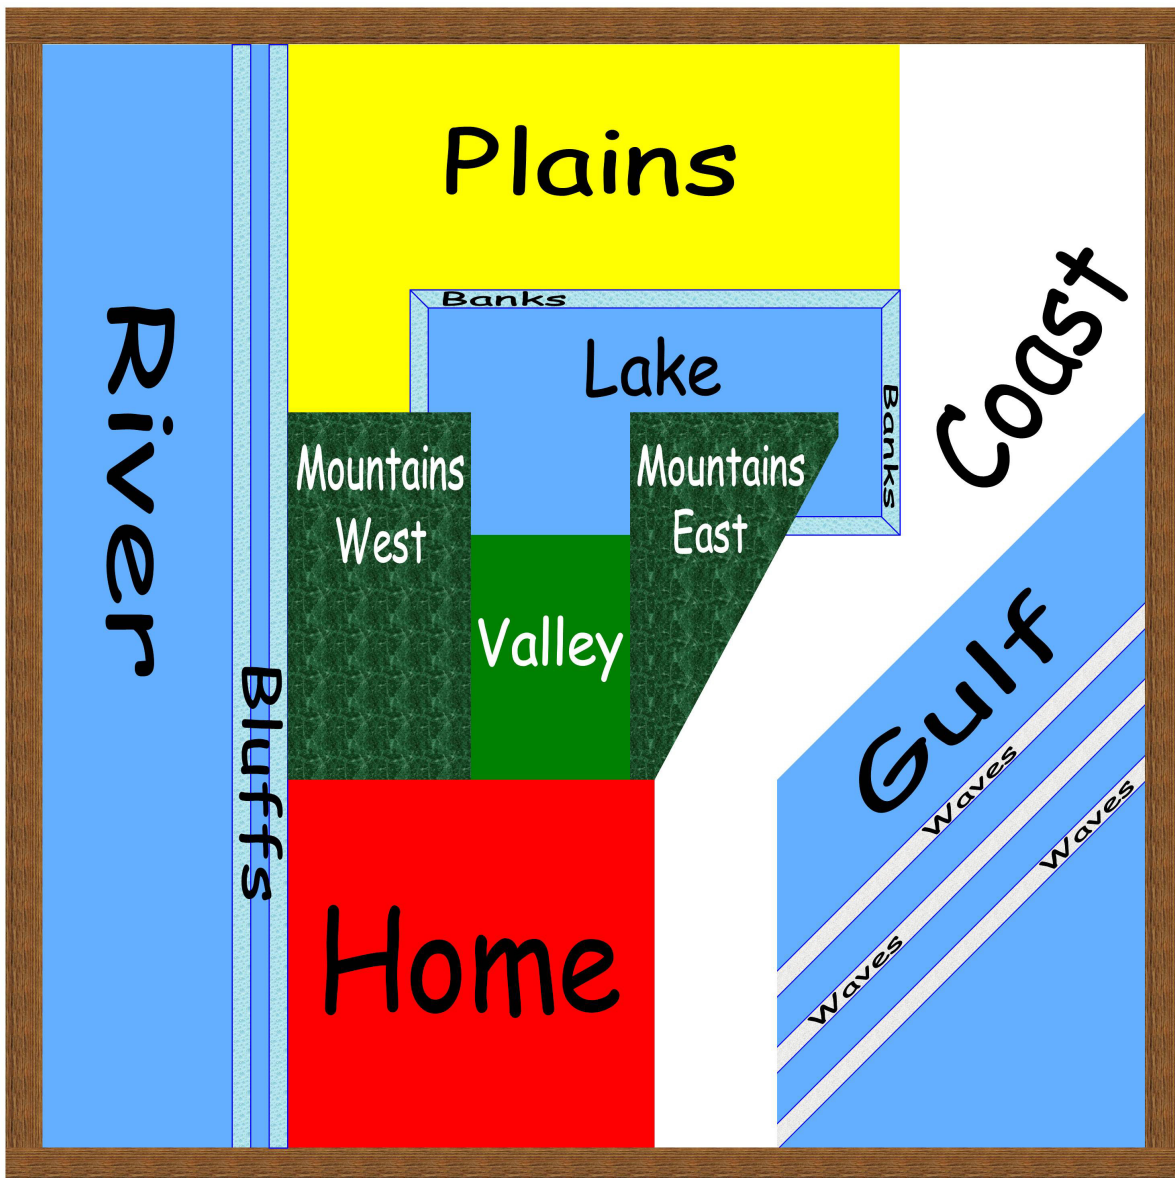 Plains
Banks
Lake
Banks
Coast
River
Mountains
West
Mountains
East
Valley
Gulf
Bluffs
Waves
Waves
Waves
Home